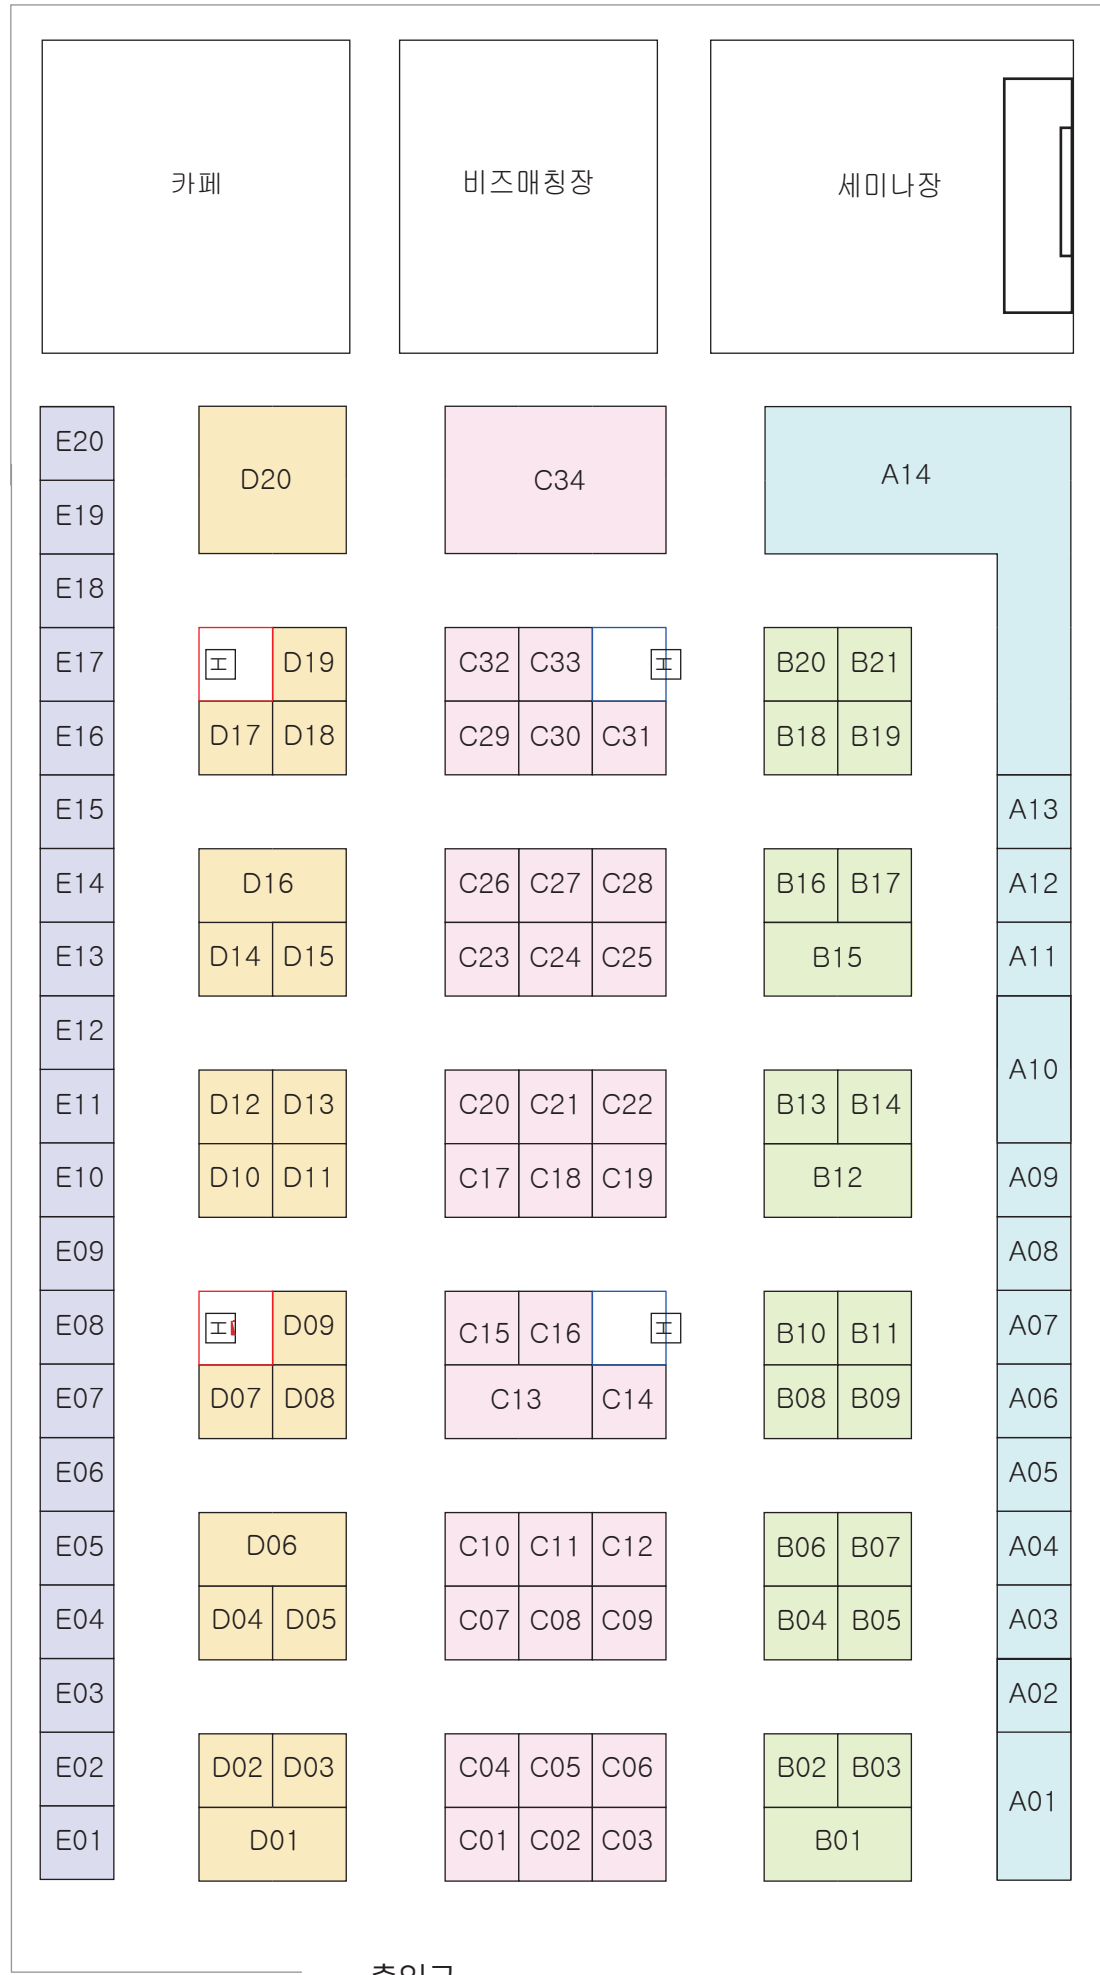 카페 비즈매칭장 세미나장
E20 D20 C34 A14
E19
E18
E17 D19 C32 C33 B20 B21
E16 D17 D18 C29 C30 C31 B18 B19
E15 A13
E14 D16 C26 C27 C28 B16 B17 A12
E13 D14 D15 C23 C24 C25 B15 A11
E12 A10
E11 D12 D13 C20 C21 C22 B13 B14
E10 D10 D11 C17 C18 C19 B12 A09
E09 A08
E08 D09 C15 C16 B10 B11 A07
E07 D07 D08 C13 C14 B08 B09 A06
E06 A05
E05 D06 C10 C11 C12 B06 B07 A04
E04 D04 D05 C07 C08 C09 B04 B05 A03
E03 A02
E02 D02 D03 C04 C05 C06 B02 B03 A01
E01 D01 C01 C02 C03 B01